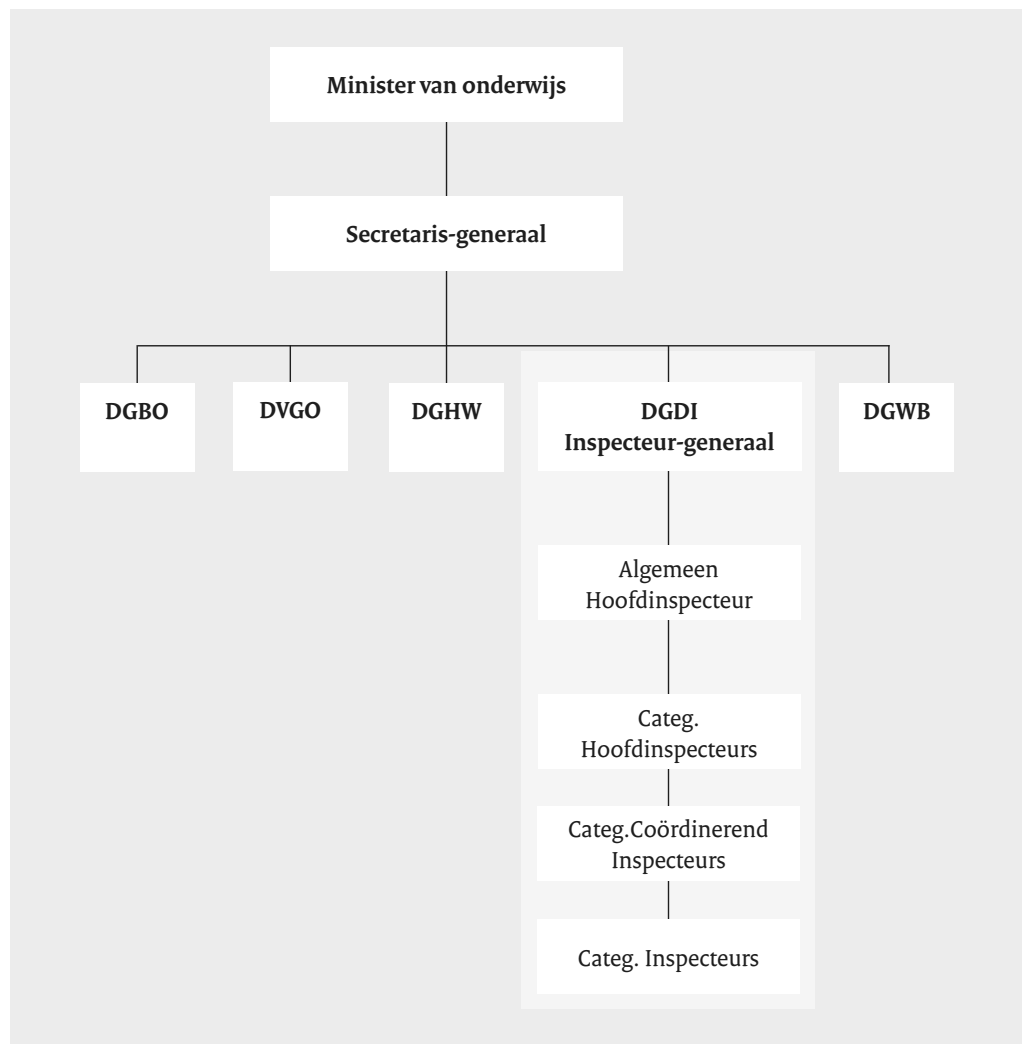 Minister van onderwijs
Secretaris-generaal
DGBO
DVGO
DGHW
DGDI
Inspecteur-generaal
DGWB
Algemeen
Hoofdinspecteur
Categ.
Hoofdinspecteurs
Categ.Coördinerend
Inspecteurs
Categ. Inspecteurs